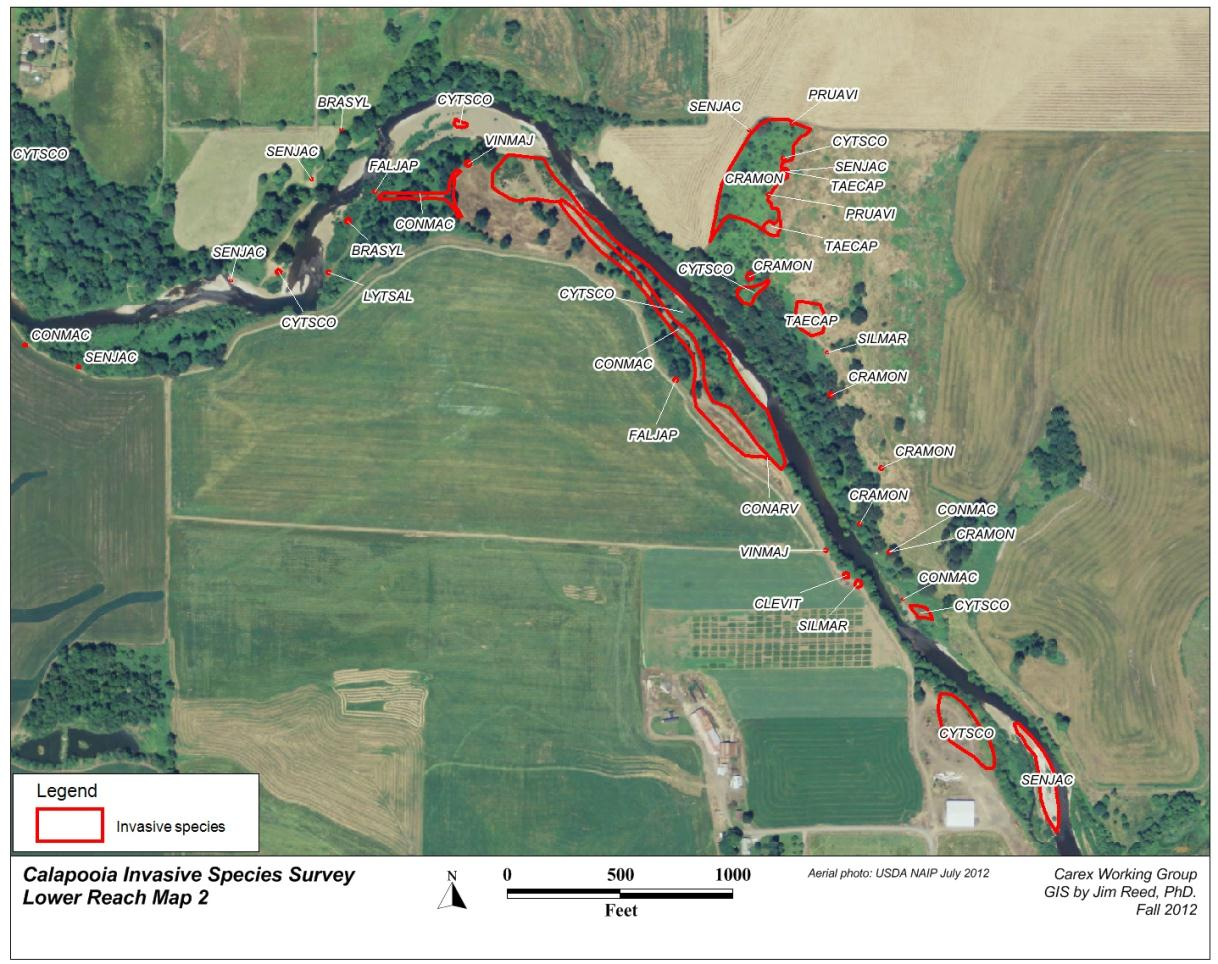 BRASYL
CYTSCO
SENJAC
PRUAVI
VINMAJ
CYTSCO
CYTSCO
SENJAC
FALJAP
SENJAC
CRAMON
TAECAP
CONMAC
PRUAVI
BRASYL
TAECAP
SENJAC
CYTSCO
CRAMON
LYTSAL
CYTSCO
CYTSCO
TAECAP
CONMAC
SENJAC
SILMAR
CONMAC
CRAMON
FALJAP
CRAMON
CRAMON
CONARV
CONMAC
CRAMON
VINMAJ
CONMAC
CLEVIT
CYTSCO
SILMAR
CYTSCO
SENJAC
Legend
Invasive species
Calapooia Invasive Species Survey
Lower Reach Map 2
N
0 500 1000
Feet
Aerial photo: USDA NAIP July 2012
Carex Working Group
GIS by Jim Reed, PhD.
Fall 2012